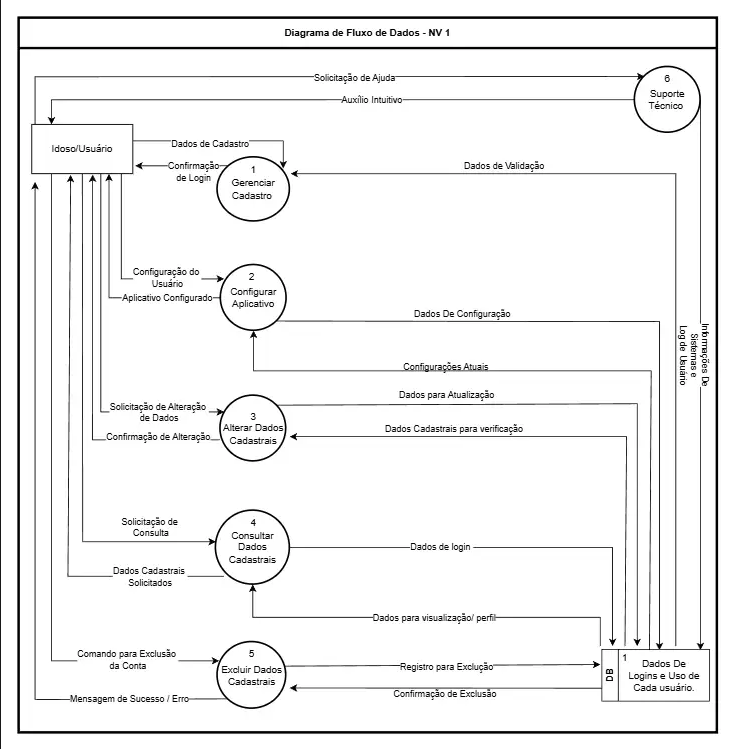 Diagrama de Fluxo de Dados - NV 1
Solicitação de Ajuda
Auxílio Intuitivo
6
Suporte
Técnico
Idoso/Usuário
Dados de Cadastro
Confirmação
de Login
1
Gerenciar
Cadastro
Dados de Validação
Configuração do
Usuário
Aplicativo Configurado
2
Configurar
Aplicativo
Dados De Configuração
Configurações Atuais
Informações De
Sistemas e
Log de Usuário
Solicitação de Alteração
de Dados
Confirmação de Alteração
3
Alterar Dados
Cadastrais
Dados para Atualização
Dados Cadastrais para verificação
Solicitação de
Consulta
Dados Cadastrais
Solicitados
4
Consultar
Dados
Cadastrais
Dados de login
Dados para visualização/ perfil
Comando para Exclusão
da Conta
Mensagem de Sucesso / Erro
5
Excluir Dados
Cadastrais
Registro para Exclução
Confirmação de Exclusão
DB
1
Dados De
Logins e Uso de
Cada usuário.